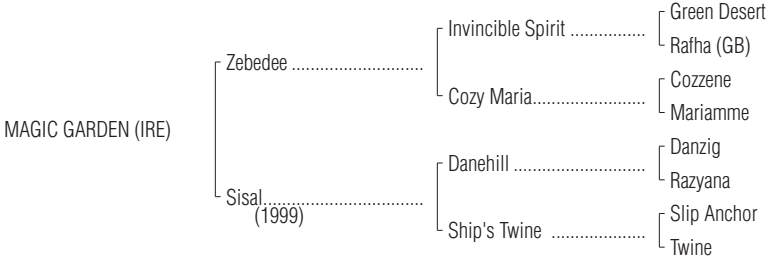 Green Desert
Invincible Spirit ................
Rafha (GB)
Zebedee ............................
Cozzene
Cozy Maria........................
Mariamme
MAGIC GARDEN (IRE)
Danzig
Danehill ............................
Razyana
Sisal..................................
(1999)
Slip Anchor
Ship's Twine ....................
Twine